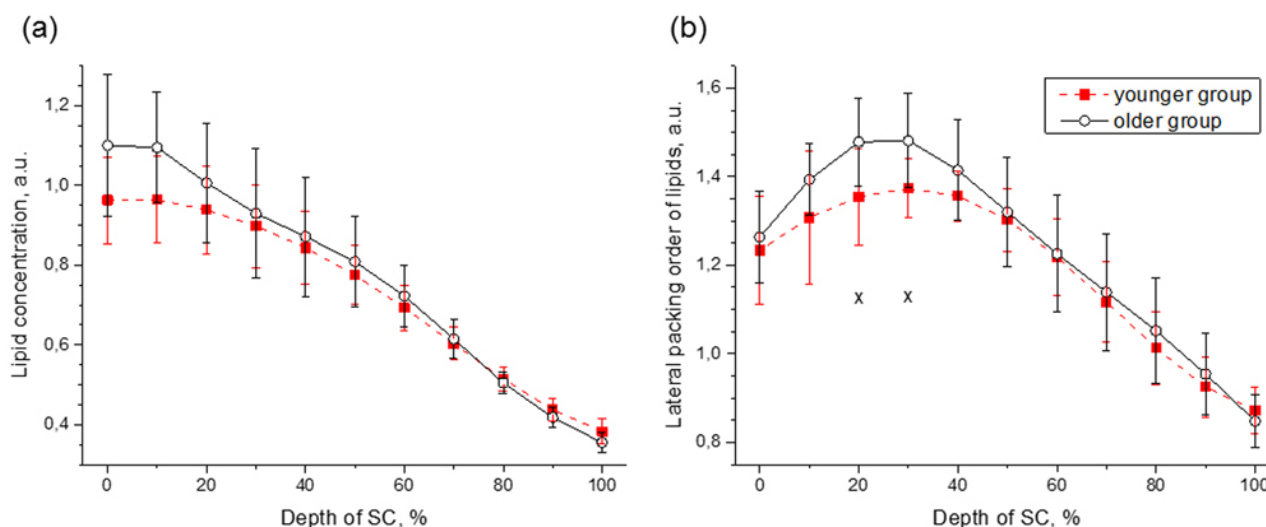 (a)
Lipid concentration, a.u.
1,2
1,0
0,8
0,6
0,4
0
20
40
60
80
100
Depth of SC, %
(b)
Lateral packing order of lipids, a.u.
1,6
1,4
1,2
1,0
0,8
younger group
older group
x
x
0
20
40
60
80
100
Depth of SC, %